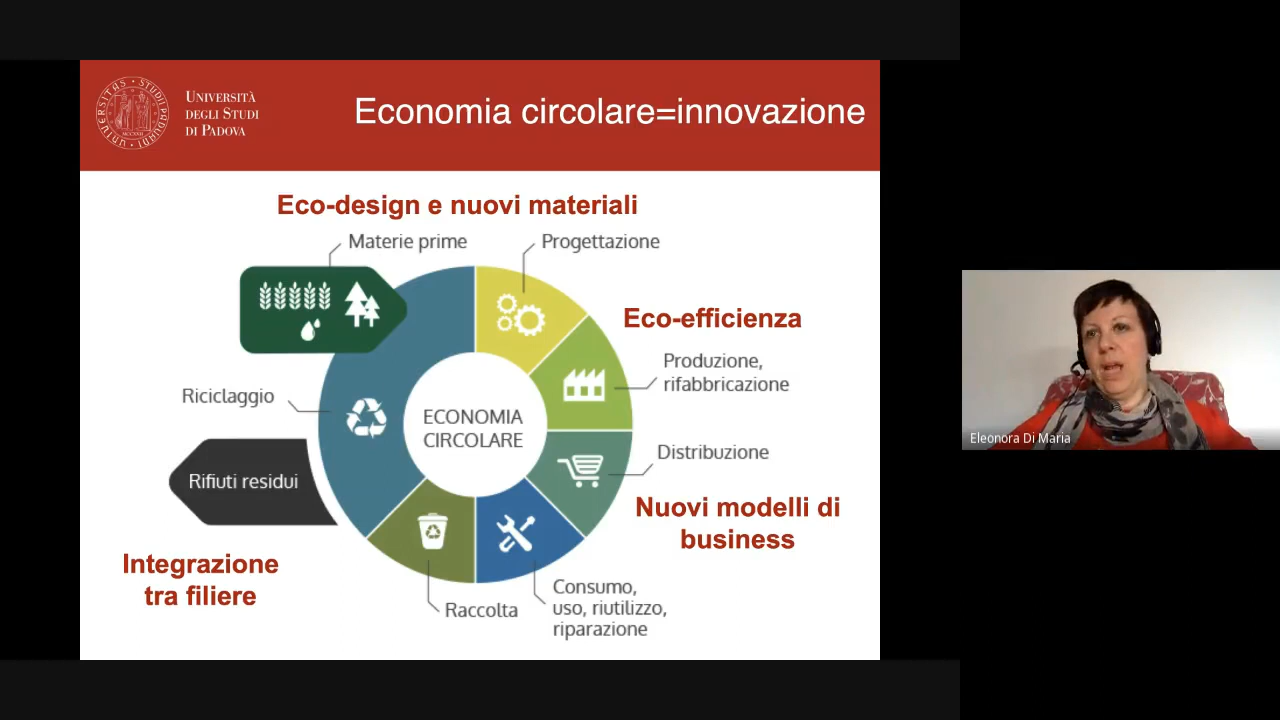 Università
degli Studi
di Padova
Economia circolare=innovazione
Eco-design e nuovi materiali
Materie prime
Progettazione
Eco-efficienza
Produzione,
rifabbricazione
Riciclaggio
ECONOMIA
CIRCOLARE
Distribuzione
Rifiuti residui
Nuovi modelli di
business
Integrazione
tra filiere
Consumo,
uso, riutilizzo,
riparazione
Raccolta
Eleonora Di Maria